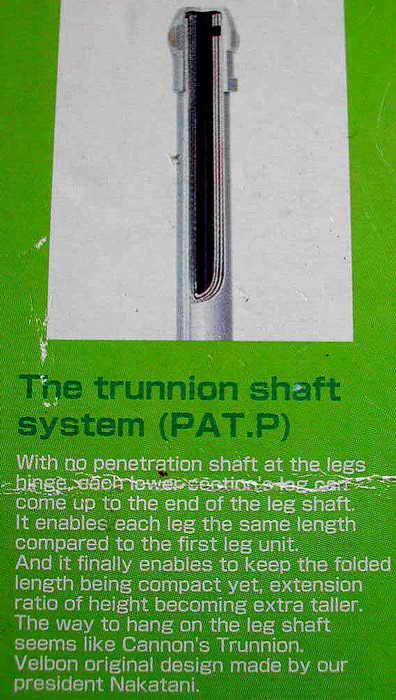 The trunnion shaft
system (PAT.P)
With no penetration shaft at the legs
hinge, each lower section's leg can
come up to the end of the leg shaft.
It enables each leg the same length
compared to the first leg unit.
And it finally enables to keep the folded
length being compact yet, extension
ratio of height becoming extra taller.
The way to hang on the leg shaft
seems like Cannon's Trunnion.
Velbon original design made by our
president Nakatani.